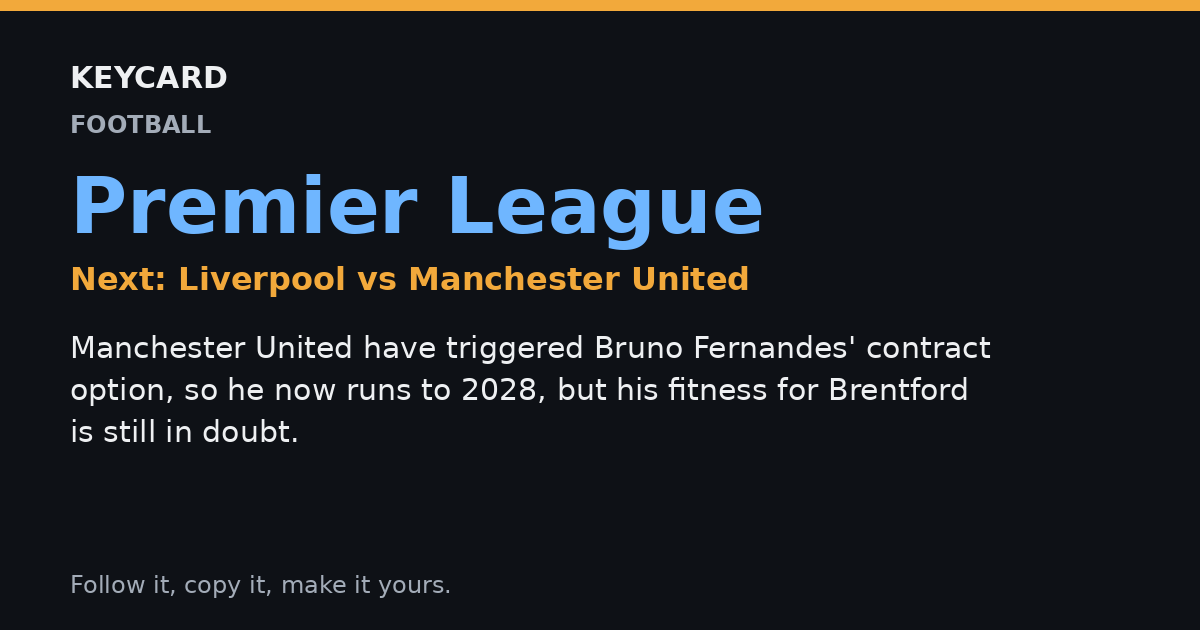 KEYCARD
FOOTBALL
Premier League
Next: Liverpool vs Manchester United
Manchester United have triggered Bruno Fernandes' contract
option, so he now runs to 2028, but his fitness for Brentford
is still in doubt.
Follow it, copy it, make it yours.